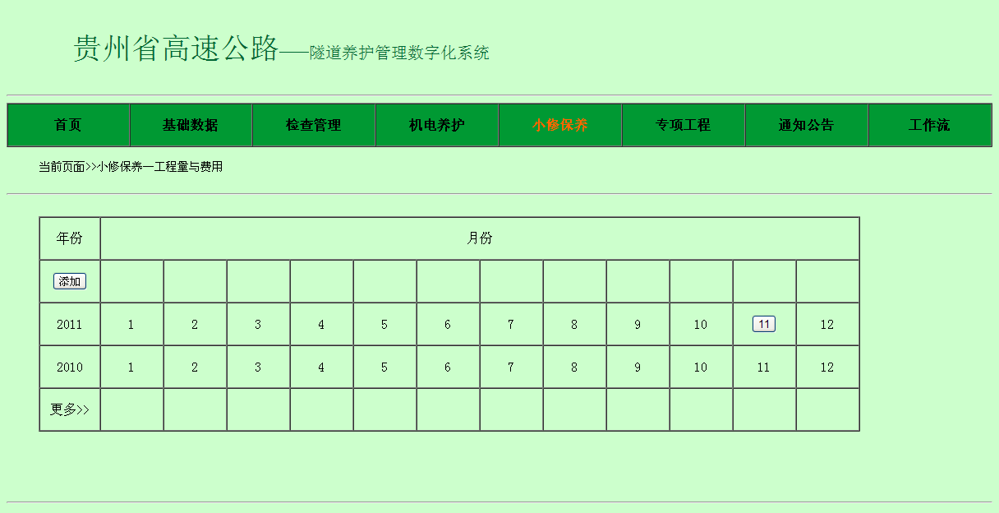 贵州省高速公路——隧道养护管理数字化系统
首页 基础数据 检查管理 机电养护 小修保养 专项工程 通知公告 工作流
当前页面>>小修保养—工程量与费用
年份 月份
添加
2011 1 2 3 4 5 6 7 8 9 10 11 12
2010 1 2 3 4 5 6 7 8 9 10 11 12
更多>>